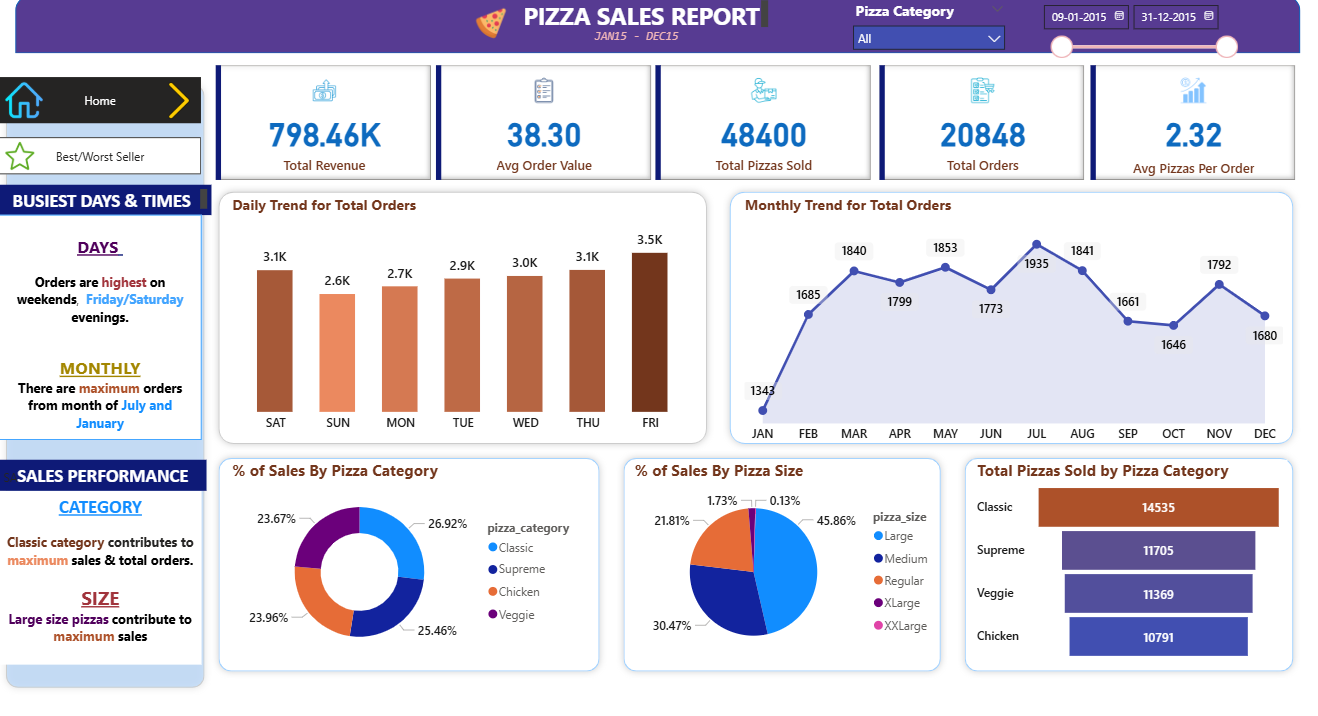 PIZZA SALES REPORT
JAN15 - DEC15
Pizza Category
All
09-01-2015
31-12-2015
Home
Best/Worst Seller
798.46K
Total Revenue
38.30
Avg Order Value
48400
Total Pizzas Sold
20848
Total Orders
2.32
Avg Pizzas Per Order
BUSIEST DAYS & TIMES
DAYS
Orders are highest on
weekends, Friday/Saturday
evenings.
MONTHLY
There are maximum orders
from month of July and
January
SALES PERFORMANCE
CATEGORY
Classic category contributes to
maximum sales & total orders.
SIZE
Large size pizzas contribute to
maximum sales
Daily Trend for Total Orders
3.1K
2.6K
2.7K
2.9K
3.0K
3.1K
3.5K
SAT SUN MON TUE WED THU FRI
Monthly Trend for Total Orders
1343
1685
1840
1799
1853
1773
1935
1841
1661
1646
1792
1680
JAN FEB MAR APR MAY JUN JUL AUG SEP OCT NOV DEC
% of Sales By Pizza Category
23.67%
26.92%
23.96%
25.46%
pizza_category
Classic
Supreme
Chicken
Veggie
% of Sales By Pizza Size
1.73%
0.13%
21.81%
45.86%
30.47%
pizza_size
Large
Medium
Regular
XLarge
XXLarge
Total Pizzas Sold by Pizza Category
Classic 14535
Supreme 11705
Veggie 11369
Chicken 10791